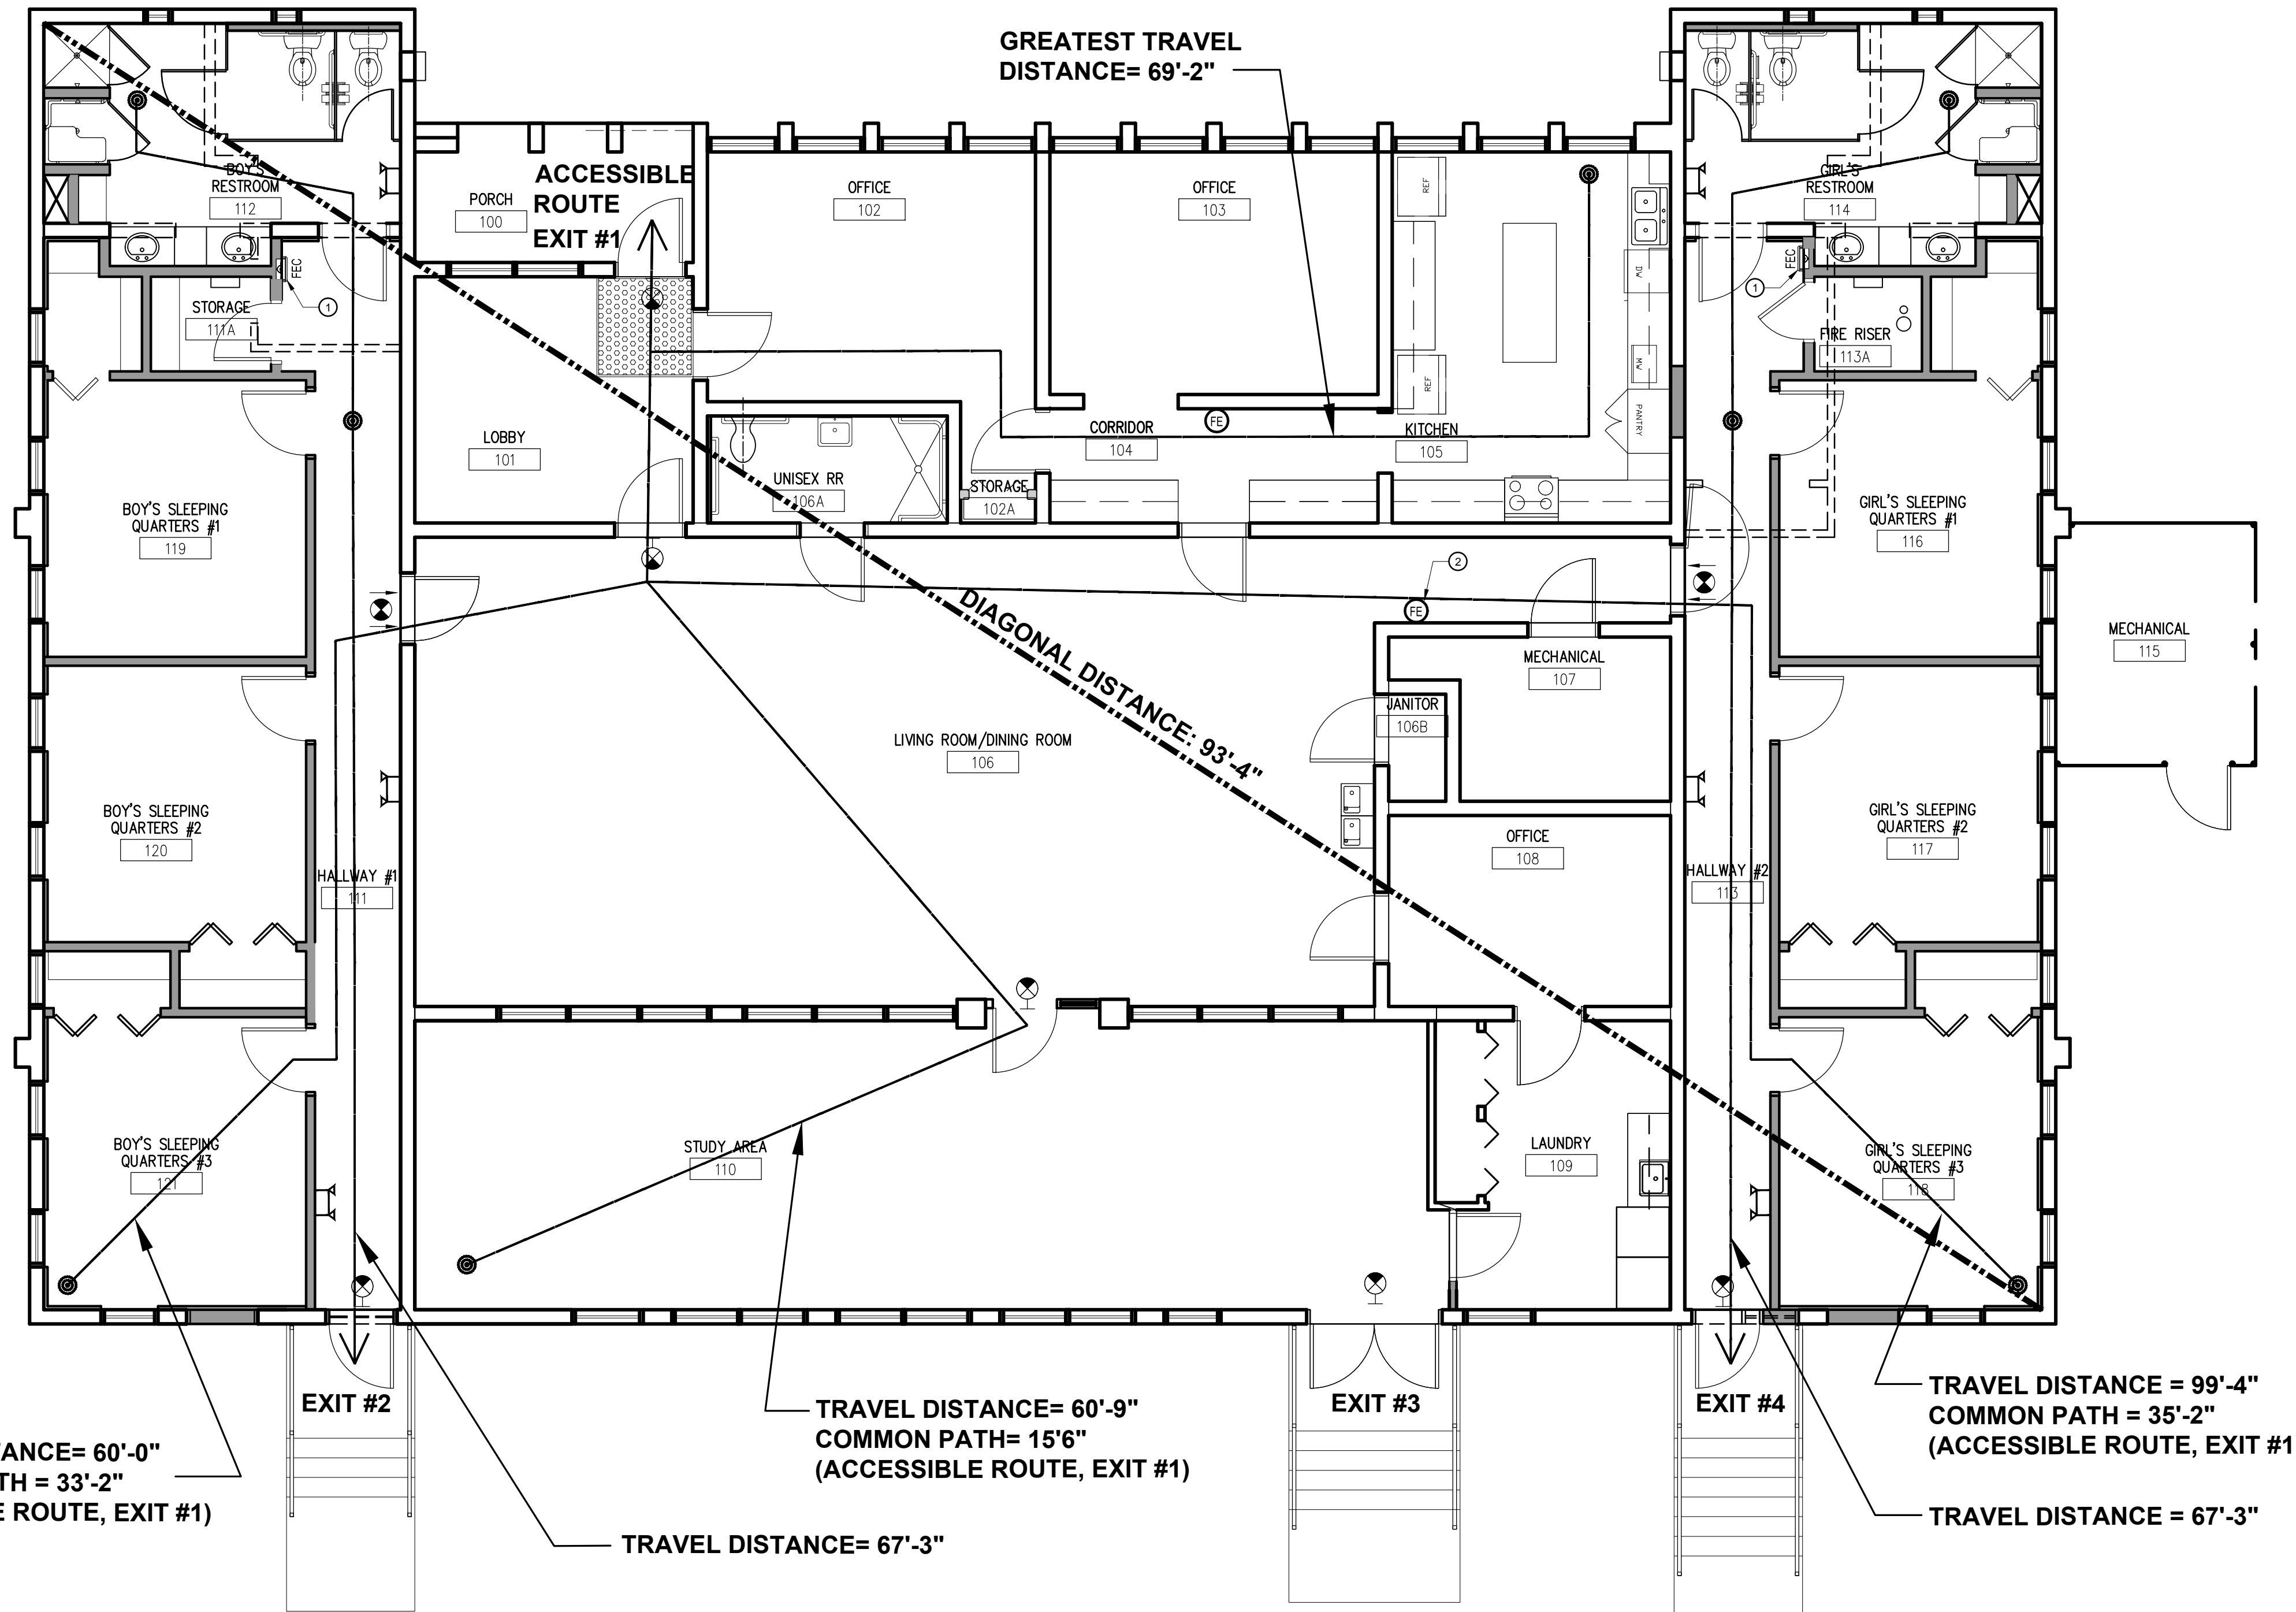 GREATEST TRAVEL
DISTANCE= 69'-2"
ACCESSIBLE
ROUTE
EXIT #1
PORCH
100
OFFICE
102
OFFICE
103
REF
REF
DW
MW
PANTRY
BOY'S
RESTROOM
112
GIRL'S
RESTROOM
114
FEC
1
FEC
1
STORAGE
111A
FIRE RISER
113A
LOBBY
101
UNISEX RR
106A
STORAGE
102A
CORRIDOR
104
FE
KITCHEN
105
BOY'S SLEEPING
QUARTERS #1
119
GIRL'S SLEEPING
QUARTERS #1
116
2
FE
MECHANICAL
115
MECHANICAL
107
JANITOR
106B
DIAGONAL DISTANCE: 93'-4"
LIVING ROOM/DINING ROOM
106
BOY'S SLEEPING
QUARTERS #2
120
GIRL'S SLEEPING
QUARTERS #2
117
OFFICE
108
HALLWAY #1
111
HALLWAY #2
113
BOY'S SLEEPING
QUARTERS #3
121
STUDY AREA
110
LAUNDRY
109
GIRL'S SLEEPING
QUARTERS #3
118
EXIT #2
EXIT #3
EXIT #4
TANCE= 60'-0"
TH = 33'-2"
E ROUTE, EXIT #1)
TRAVEL DISTANCE= 60'-9"
COMMON PATH= 15'6"
(ACCESSIBLE ROUTE, EXIT #1)
TRAVEL DISTANCE = 99'-4"
COMMON PATH = 35'-2"
(ACCESSIBLE ROUTE, EXIT #1
TRAVEL DISTANCE= 67'-3"
TRAVEL DISTANCE = 67'-3"